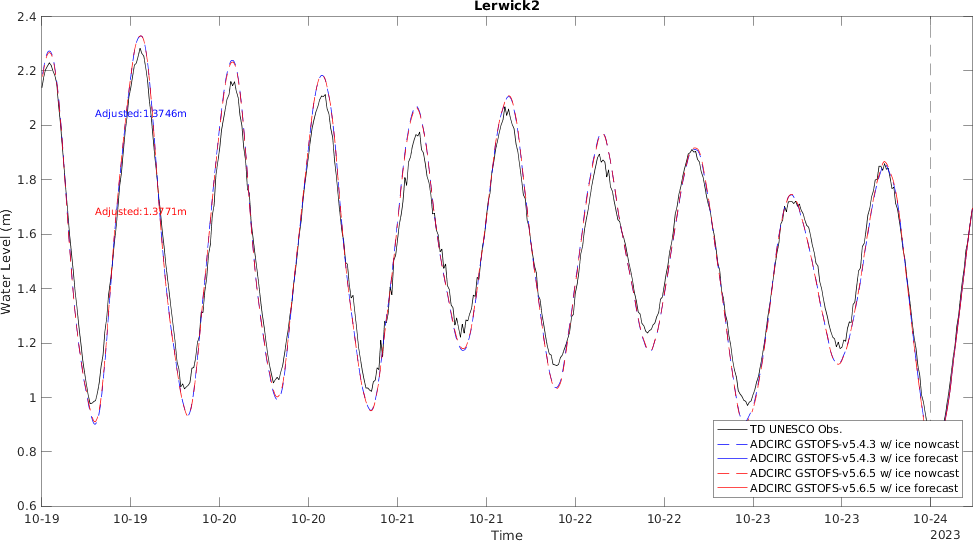 Lerwick2
2.4
2.2
2
1.8
1.6
1.4
1.2
1
0.8
0.6
Water Level (m)
Adjusted:1.3746m
Adjusted:1.3771m
TD UNESCO Obs.
ADCIRC GSTOFS-v5.4.3 w/ ice nowcast
ADCIRC GSTOFS-v5.4.3 w/ ice forecast
ADCIRC GSTOFS-v5.6.5 w/ ice nowcast
ADCIRC GSTOFS-v5.6.5 w/ ice forecast
10-19 10-19 10-20 10-20 10-21 10-21 10-22 10-22 10-23 10-23 10-24
Time
2023